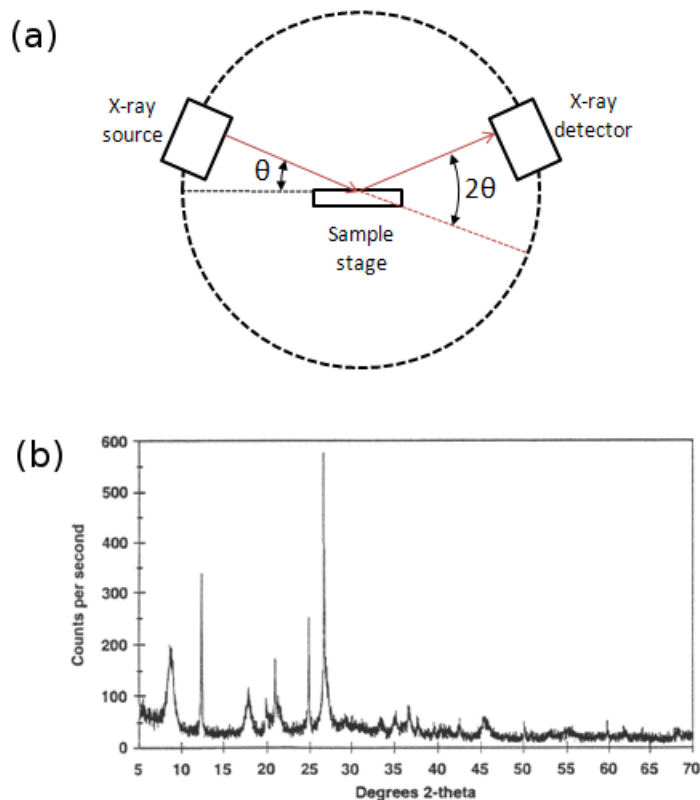 (a)
X-ray
source
X-ray
detector
θ
2θ
Sample
stage
(b)
600
500
400
300
200
100
0
Counts per second
5 10 15 20 25 30 35 40 45 50 55 60 65 70
Degrees 2-theta